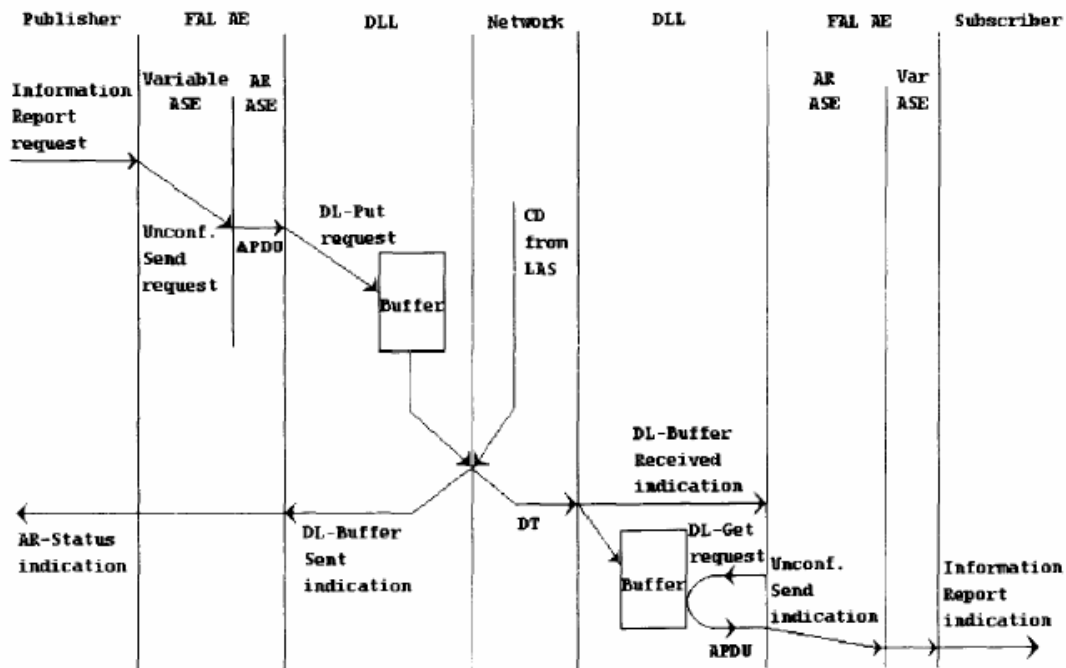 Publisher
FAL AE
DLL
Network
DLL
FAL AE
Subscriber
Variable
ASE
AR
ASE
AR
ASE
Var
ASE
Information
Report
request
Unconf.
Send
request
APDU
DL-Put
request
Buffer
CD
from
LAS
DL-Buffer
Received
indication
AR-Status
indication
DL-Buffer
Sent
indication
DT
DL-Get
request
Buffer
Unconf.
Send
indication
APDU
Information
Report
indication